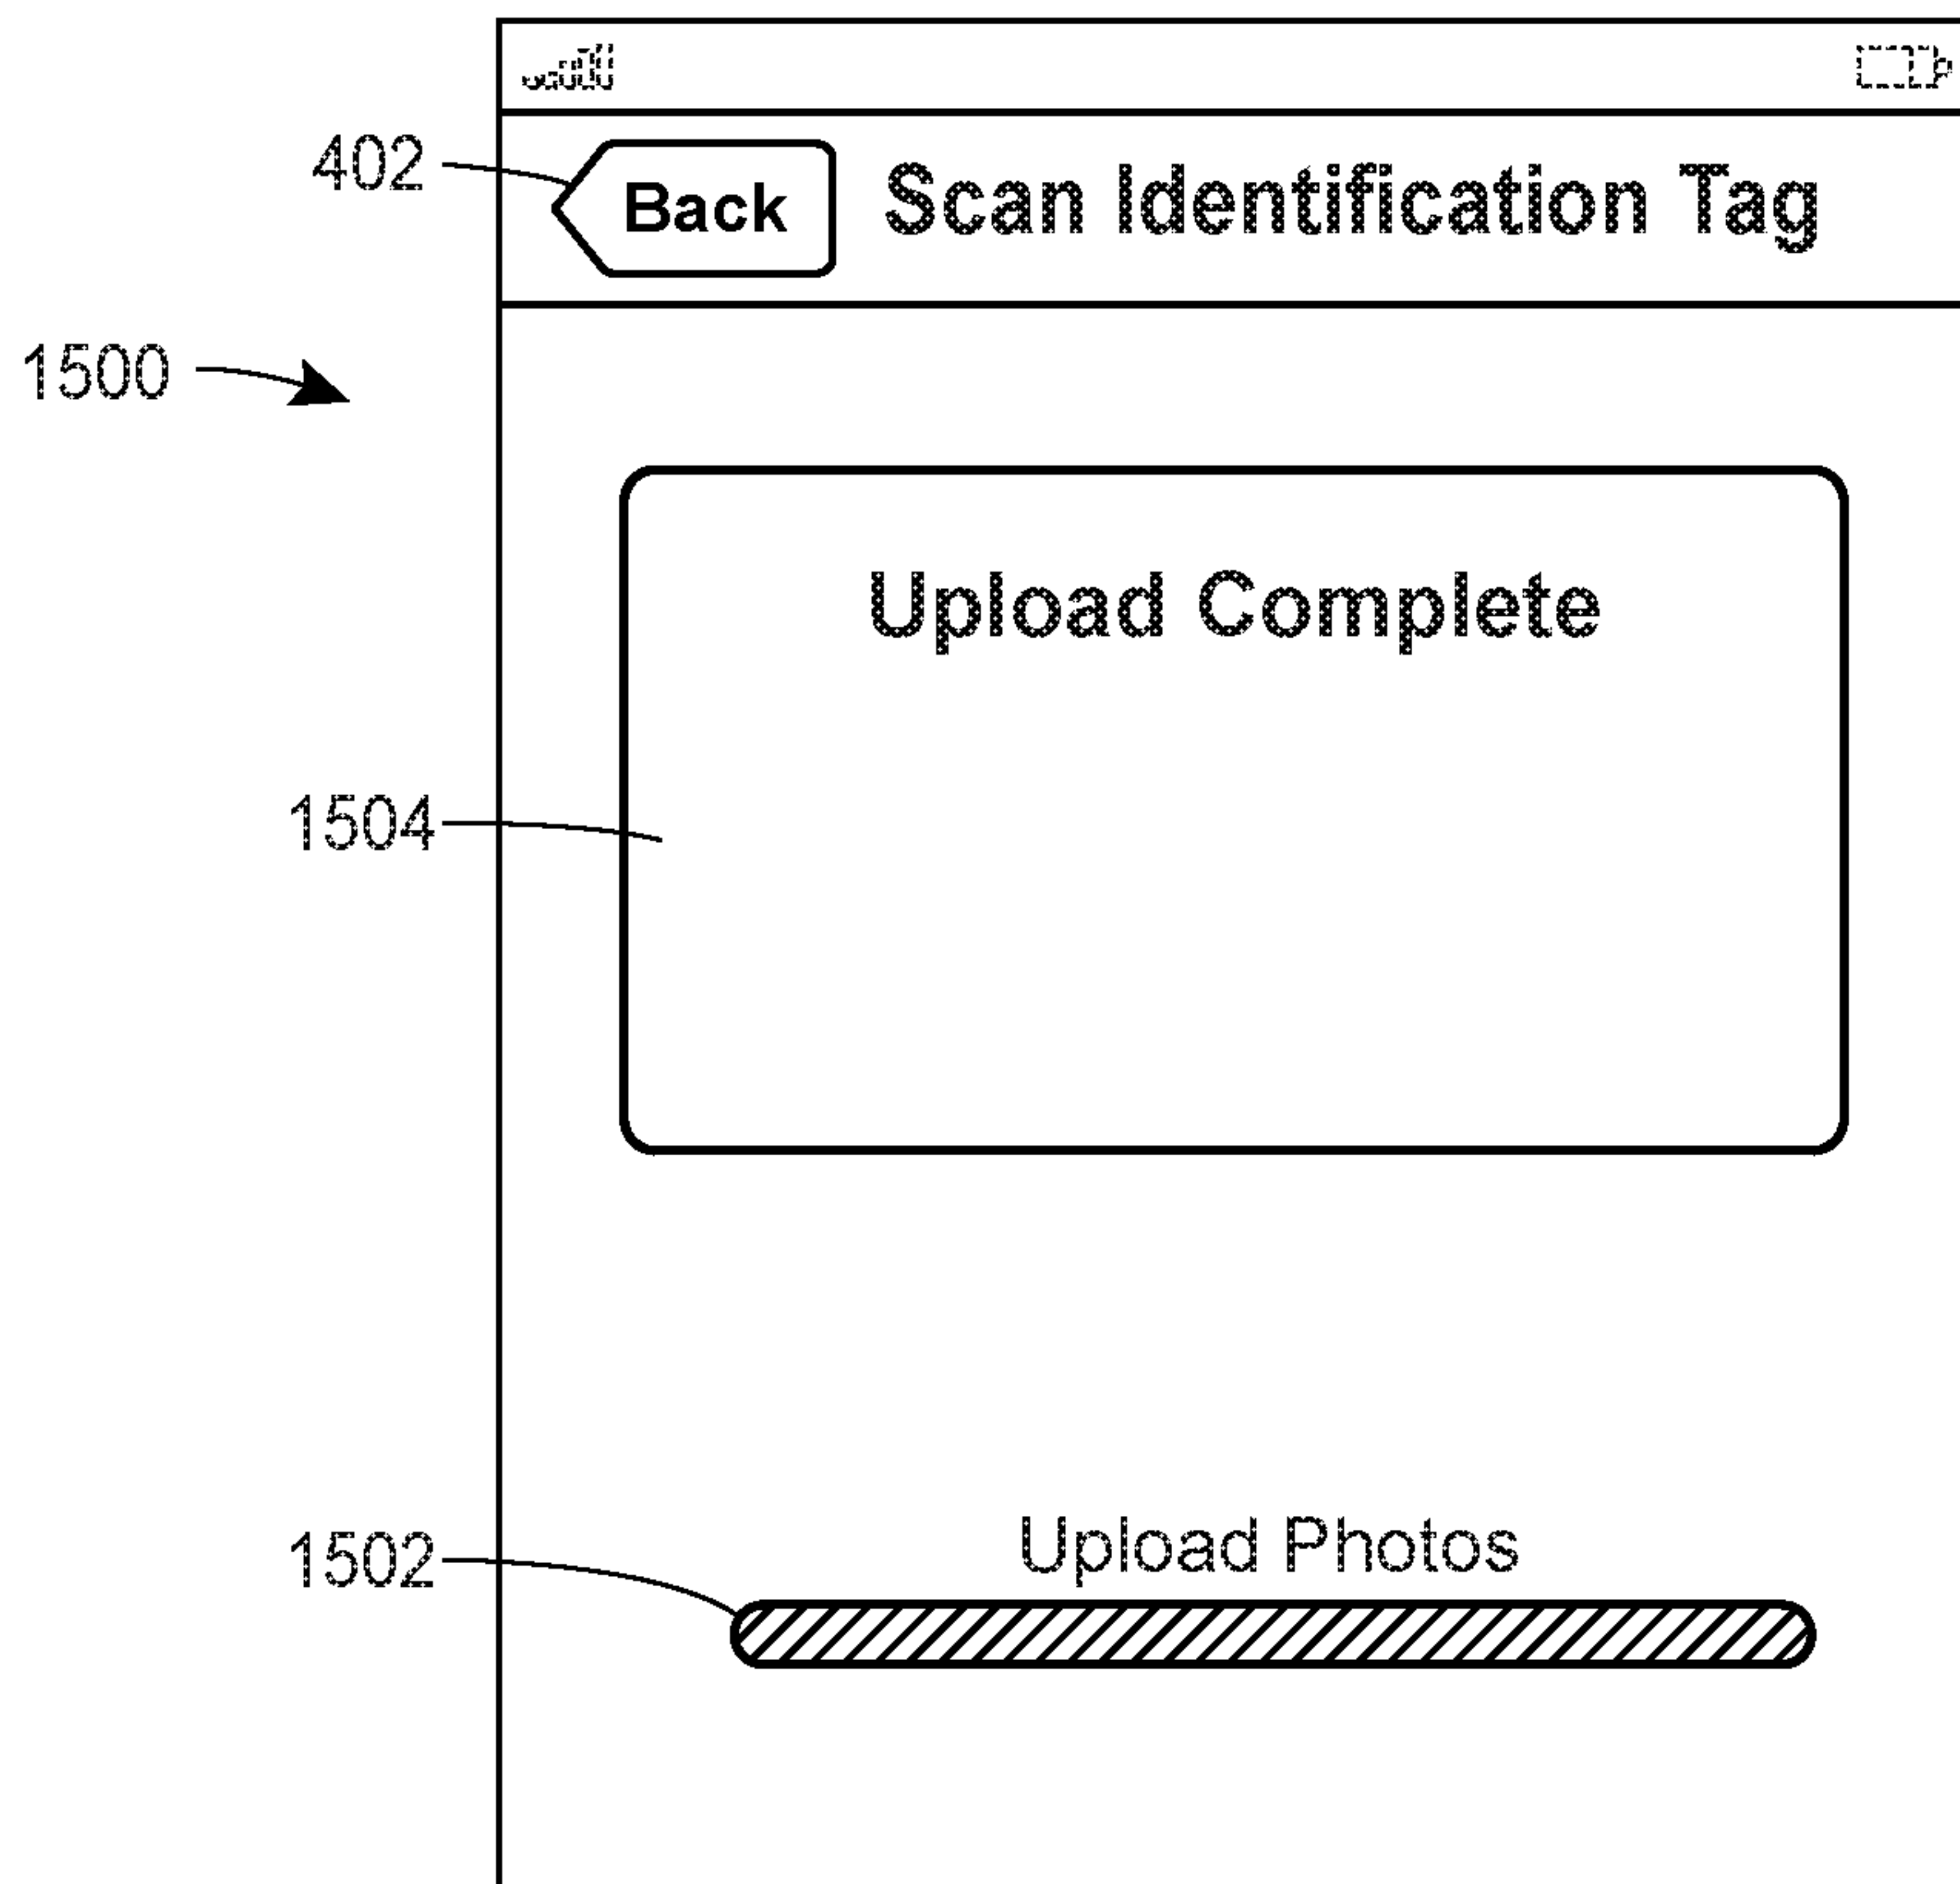 402
Back
Scan Identification Tag
1500
Upload Complete
1504
Upload Photos
1502